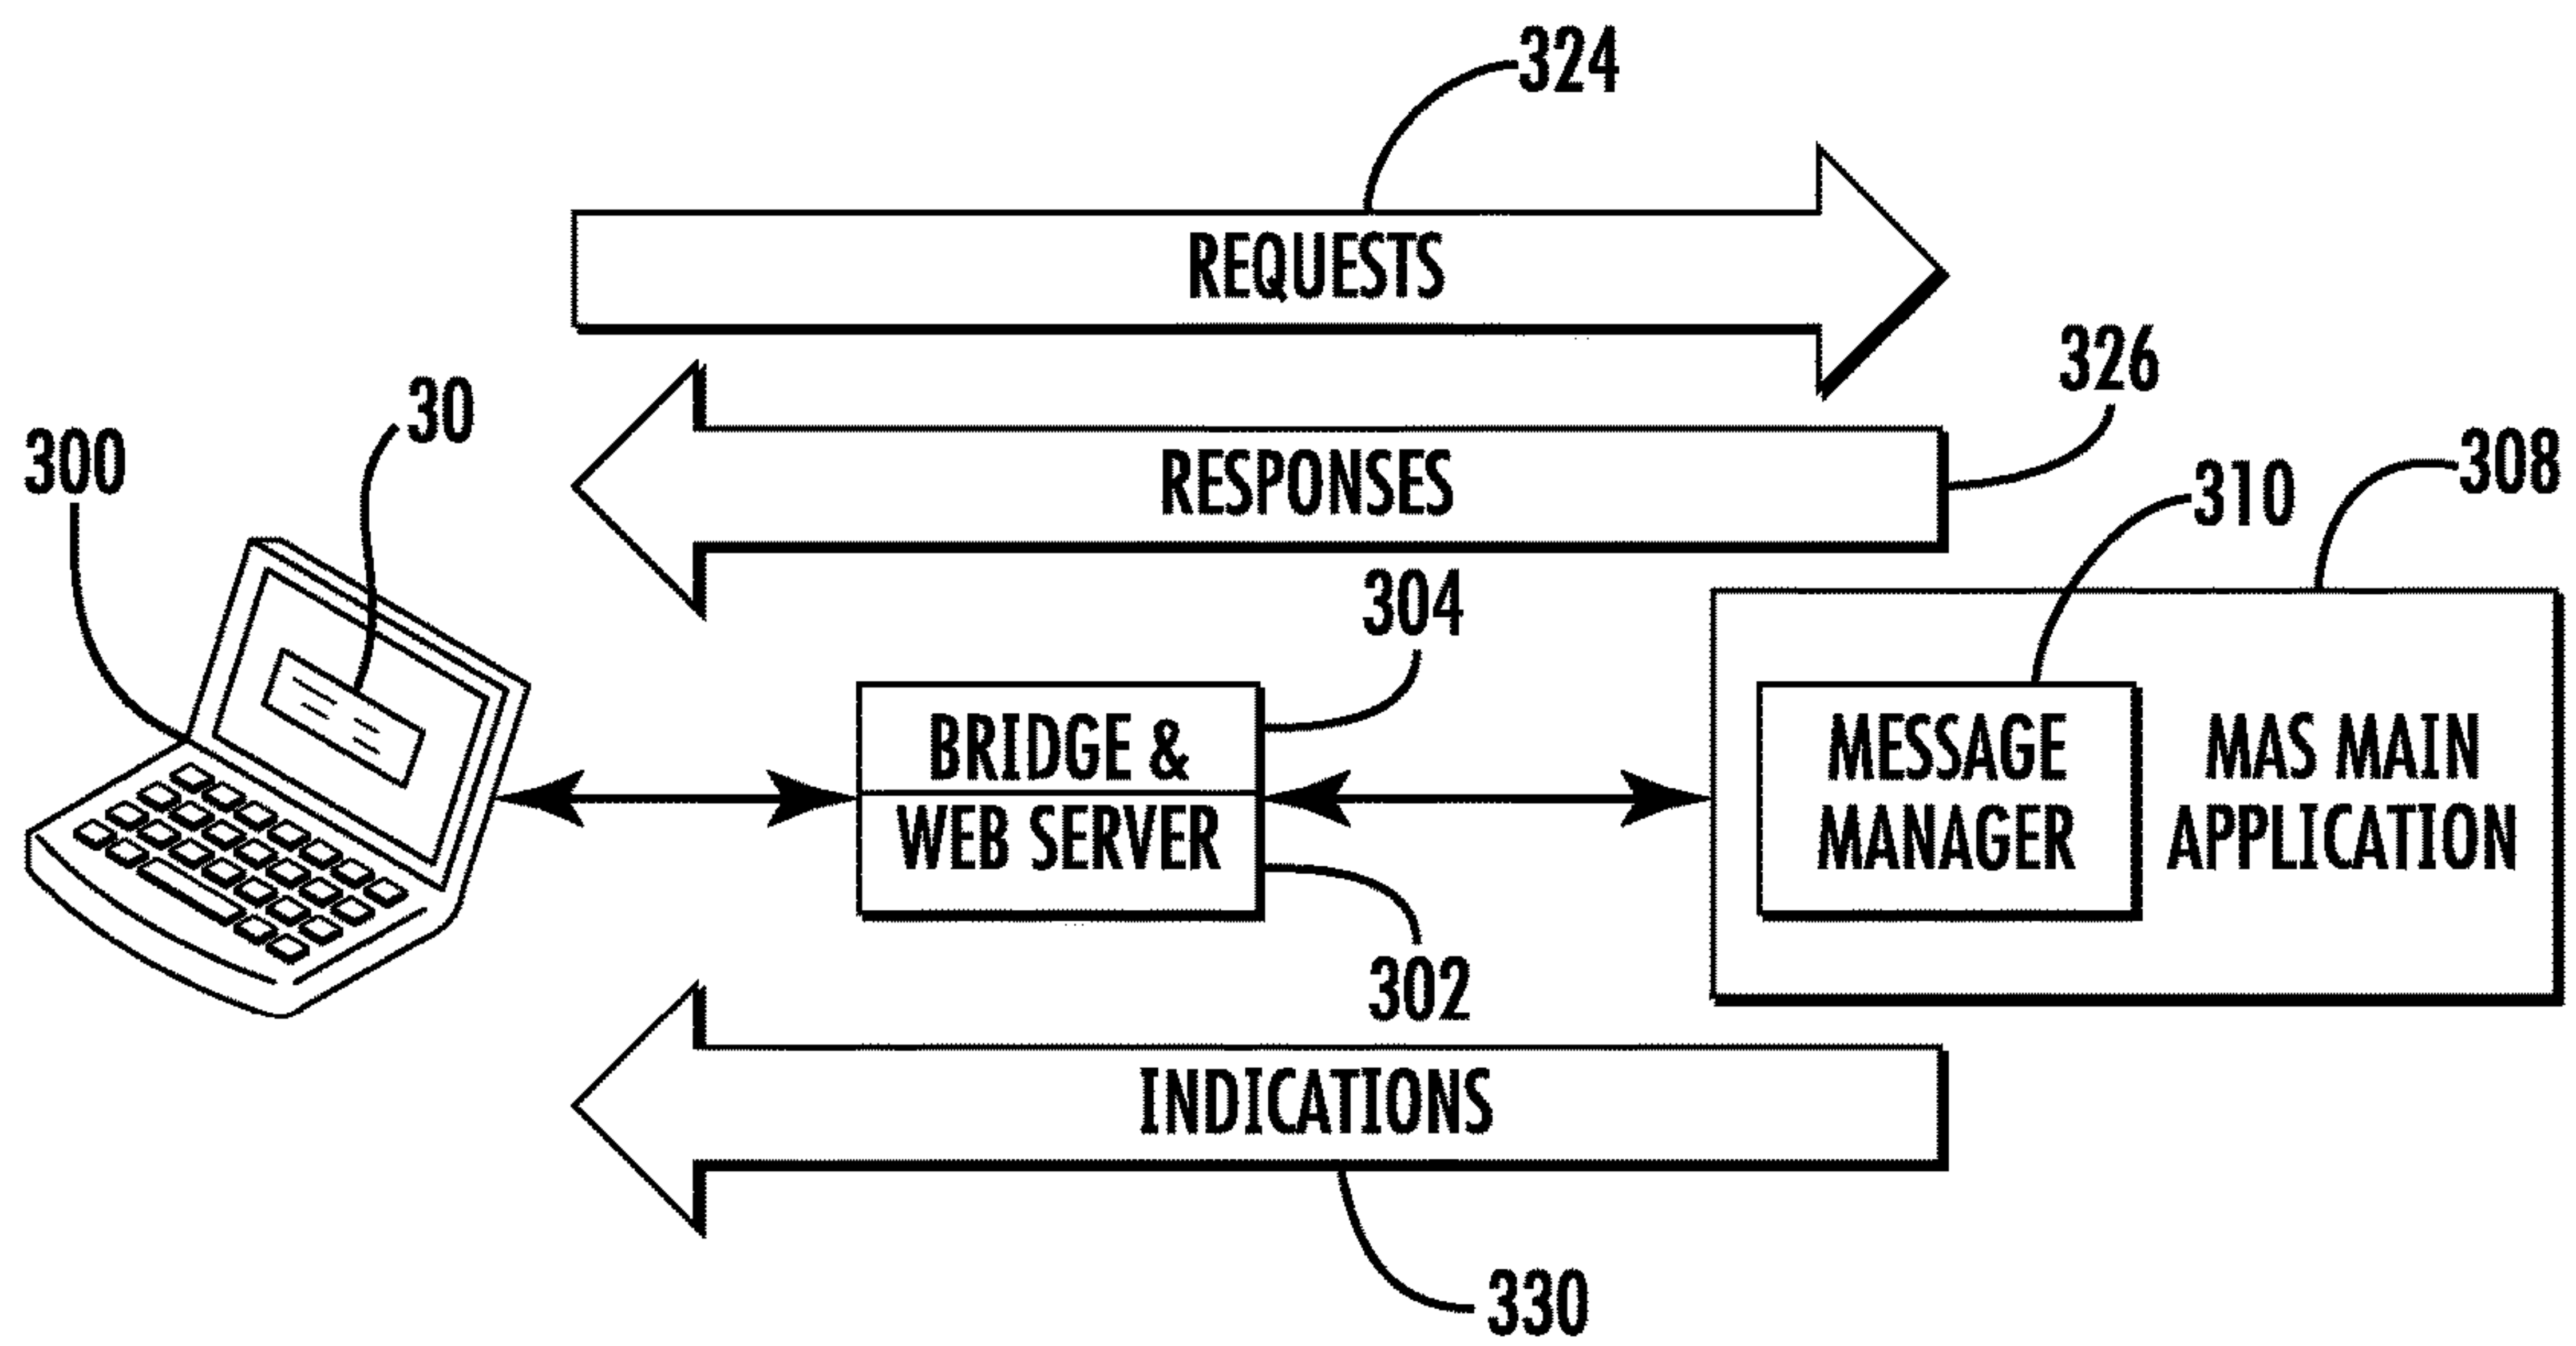 324
REQUESTS
326
30
300
RESPONSES
308
310
304
BRIDGE &
WEB SERVER
MESSAGE
MANAGER
MAS MAIN
APPLICATION
302
INDICATIONS
330